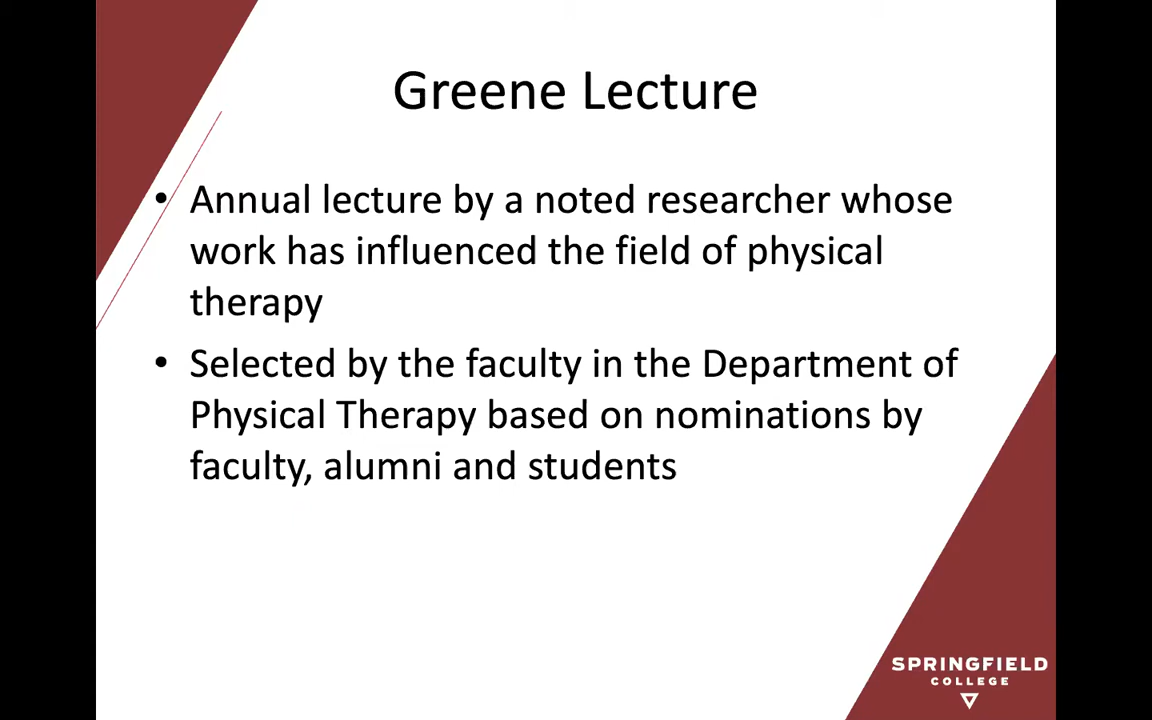 Greene Lecture
• Annual lecture by a noted researcher whose
work has influenced the field of physical
therapy
• Selected by the faculty in the Department of
Physical Therapy based on nominations by
faculty, alumni and students
SPRINGFIELD
COLLEGE